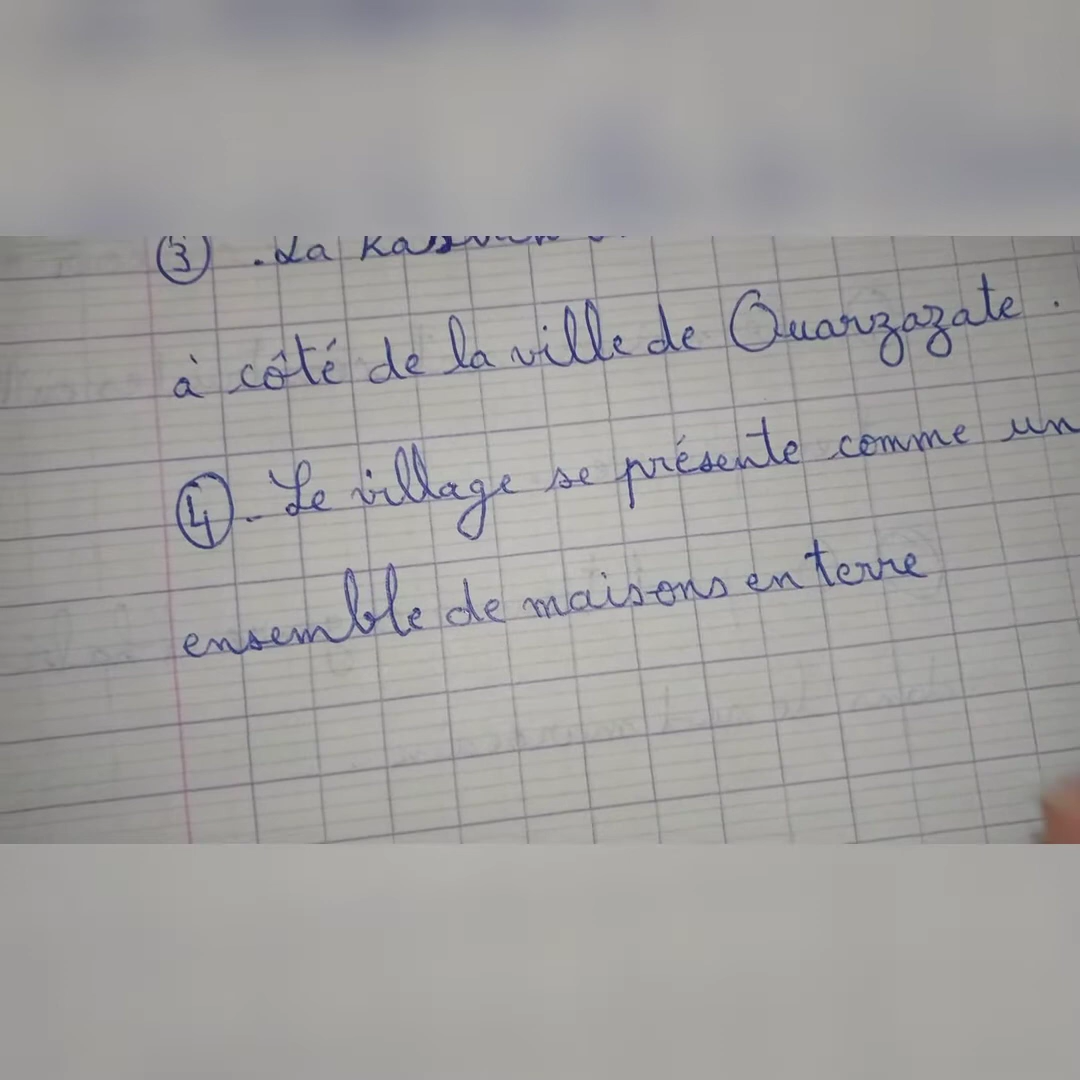 ③ . La Kasbah
à côté de la ville de Ouarzazate .
④ . Le village se présente comme un
ensemble de maisons en terre